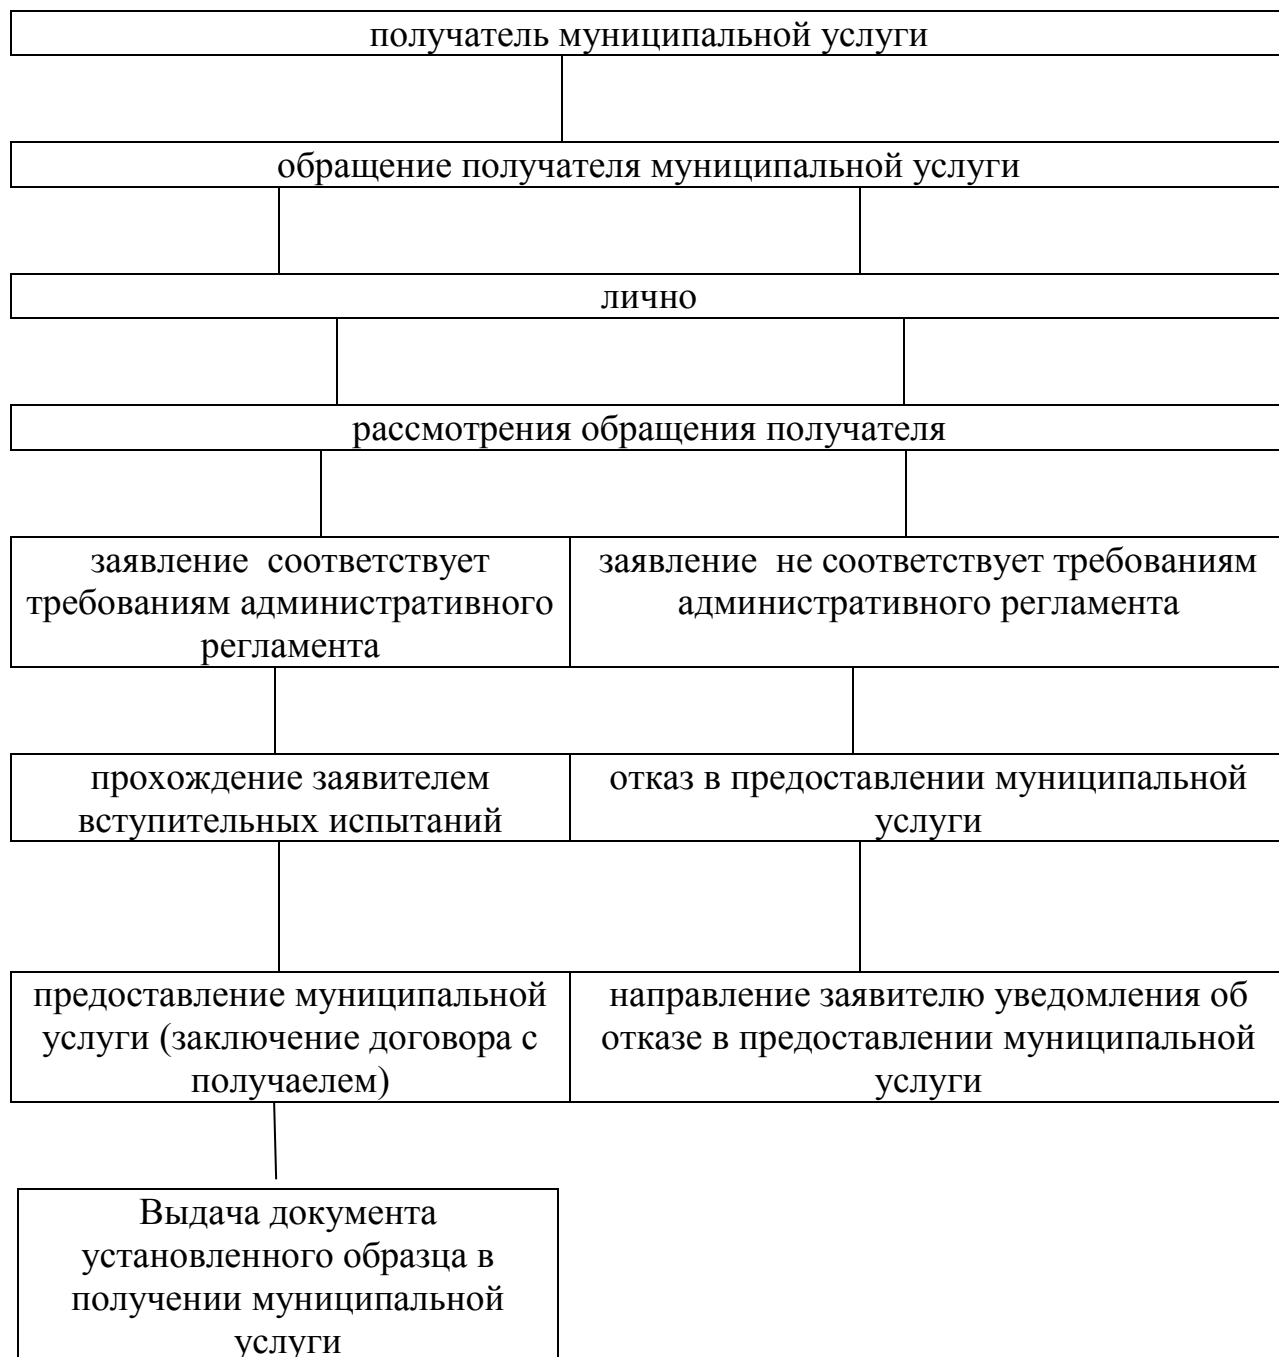 получатель муниципальной услуги
обращение получателя муниципальной услуги
лично
рассмотрения обращения получателя
заявление  соответствует
требованиям административного
регламента
заявление  не соответствует требованиям
административного регламента
прохождение заявителем
вступительных испытаний
отказ в предоставлении муниципальной
услуги
предоставление муниципальной
услуги (заключение договора с
получаелем)
направление заявителю уведомления об
отказе в предоставлении муниципальной
услуги
Выдача документа
установленного образца в
получении муниципальной
услуги